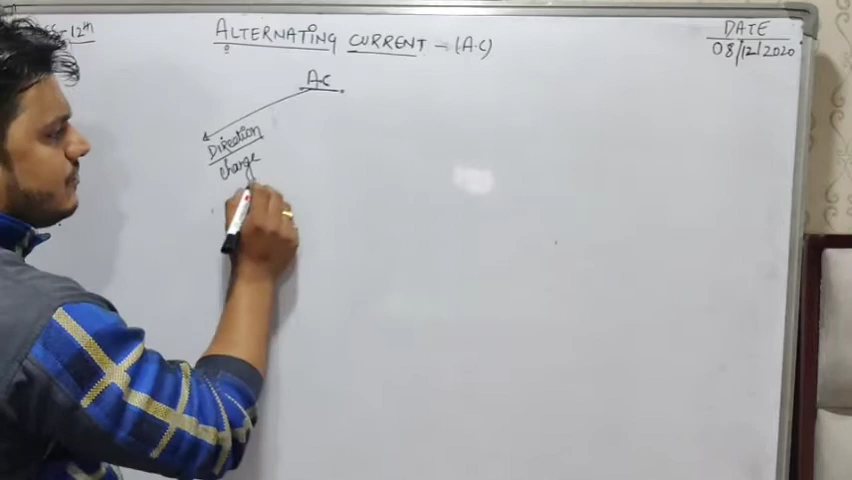 12th
ALTERNATING CURRENT - (A.C)
DATE
08/12/2020
AC
Direction
change